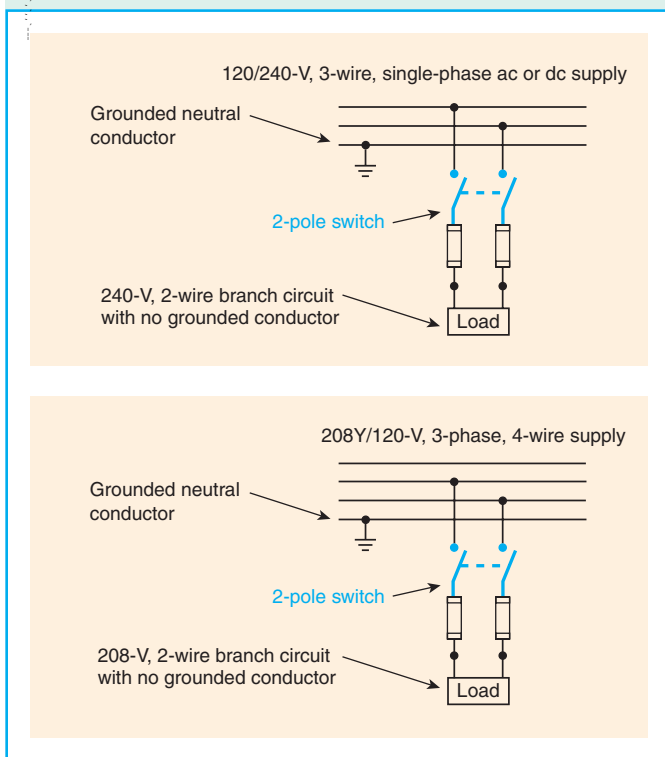 120/240-V, 3-wire, single-phase ac or dc supply
Grounded neutral
conductor
2-pole switch
240-V, 2-wire branch circuit
with no grounded conductor
Load
208Y/120-V, 3-phase, 4-wire supply
Grounded neutral
conductor
2-pole switch
208-V, 2-wire branch circuit
with no grounded conductor
Load